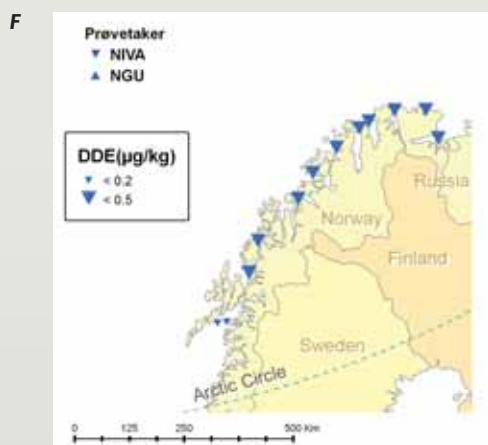 F
Prøvetaker
NIVA
NGU
DDE(µg/kg)
< 0.2
< 0.5
Russia
Norway
Finland
Sweden
Arctic Circle
0 125 250 500 Km